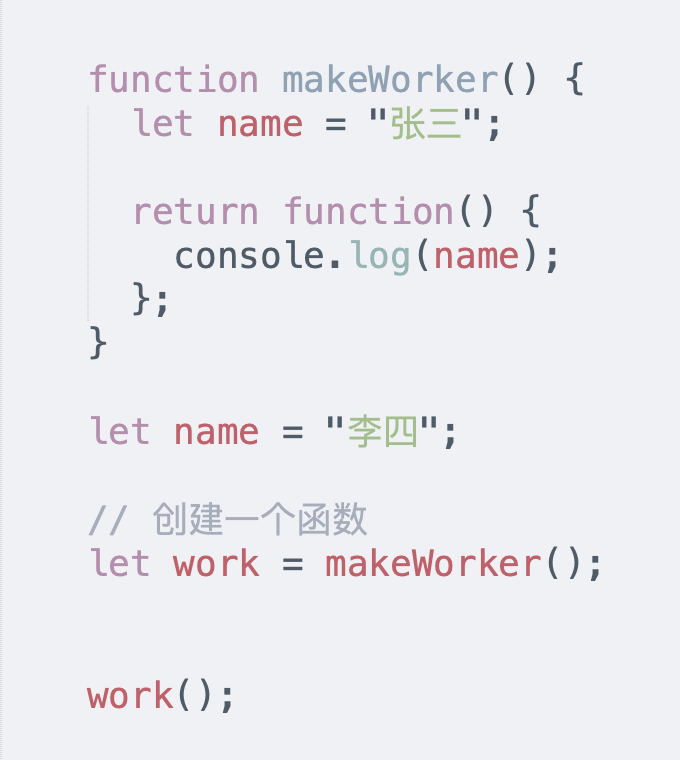 function makeWorker() {
  let name = "张三";

  return function() {
    console.log(name);
  };
}

let name = "李四";

// 创建一个函数
let work = makeWorker();

work();